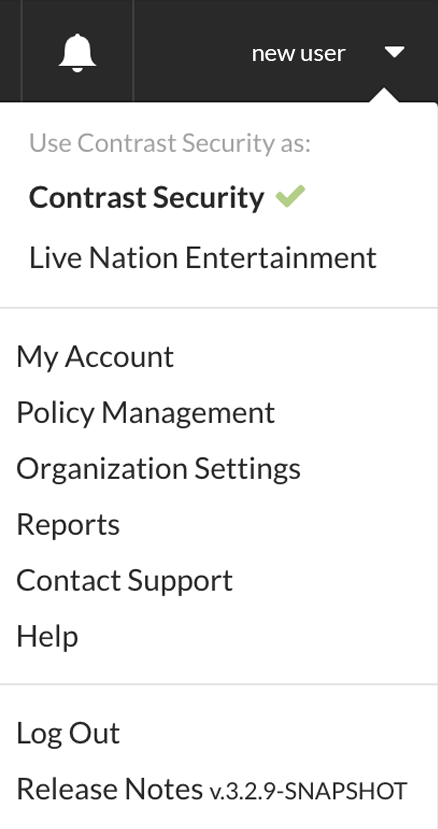 new user
Use Contrast Security as:
Contrast Security
Live Nation Entertainment
My Account
Policy Management
Organization Settings
Reports
Contact Support
Help
Log Out
Release Notes v.3.2.9-SNAPSHOT